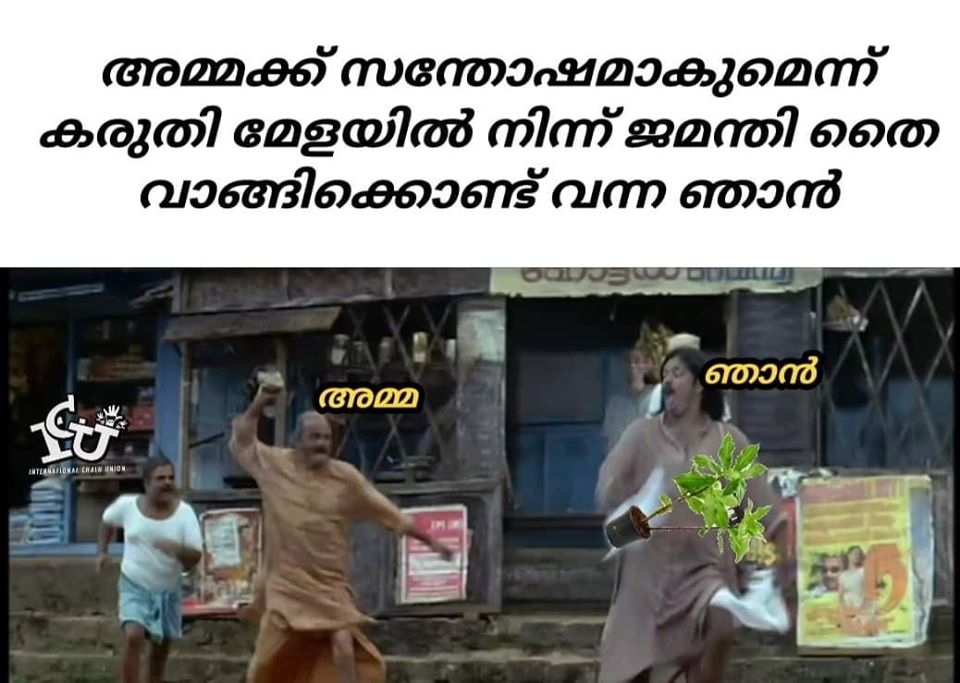 അമ്മക്ക് സന്തോഷമാകുമെന്ന്
കരുതി മേളയിൽ നിന്ന് ജമന്തി തൈ
വാങ്ങിക്കൊണ്ട് വന്ന ഞാൻ
ഞാൻ
അമ്മ
ICU
INTERNATIONAL CHALU UNION